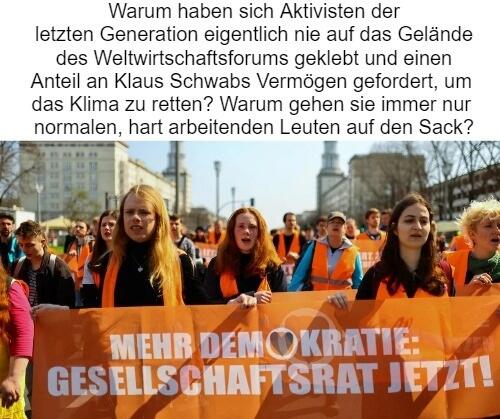 Warum haben sich Aktivisten der
letzten Generation eigentlich nie auf das Gelände
des Weltwirtschaftsforums geklebt und einen
Anteil an Klaus Schwabs Vermögen gefordert, um
das Klima zu retten? Warum gehen sie immer nur
normalen, hart arbeitenden Leuten auf den Sack?
MEHR DEMOKRATIE:
GESELLSCHAFTSRAT JETZT!